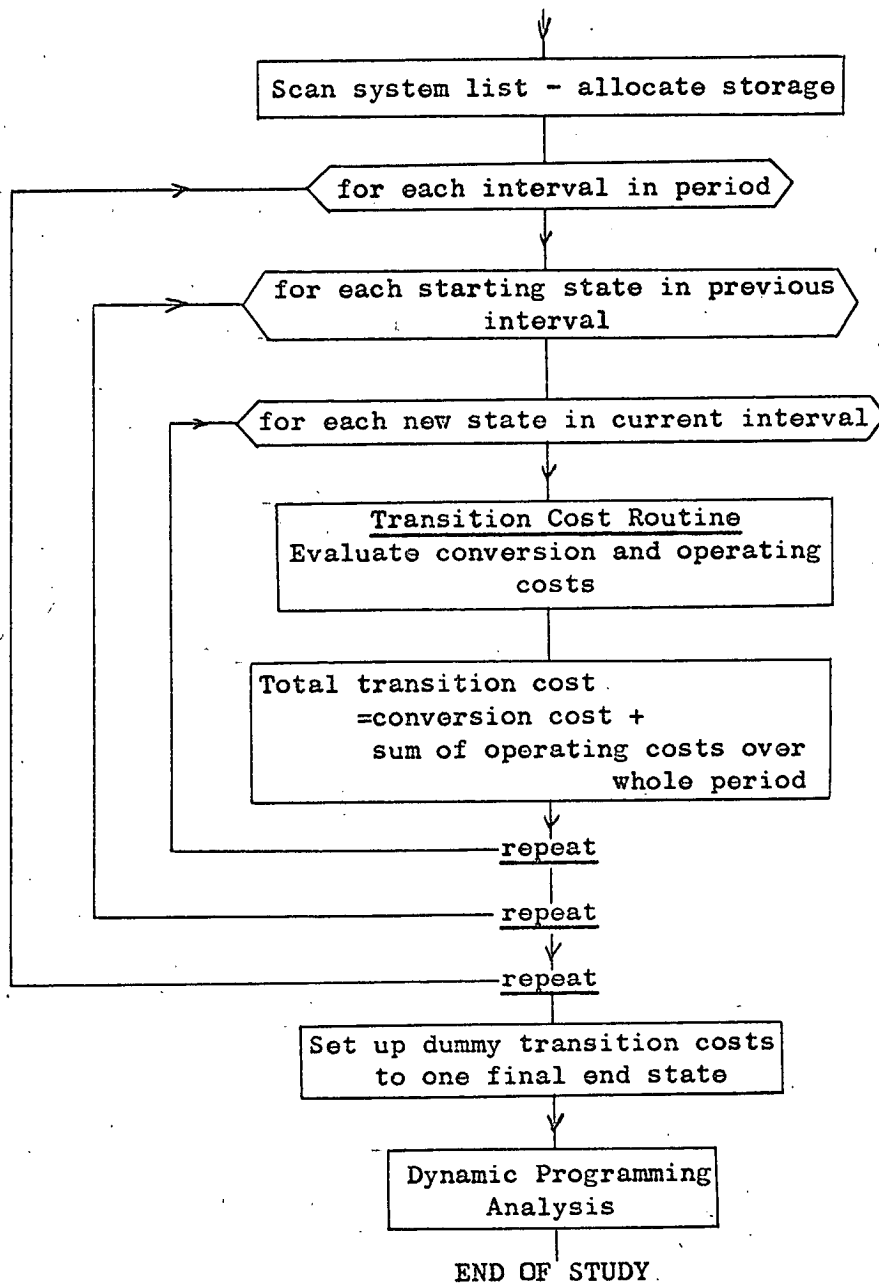 Scan system list - allocate storage
for each interval in period
for each starting state in previous
interval
for each new state in current interval
Transition Cost Routine
Evaluate conversion and operating
costs
Total transition cost
=conversion cost +
sum of operating costs over
whole period
repeat
repeat
repeat
Set up dummy transition costs
to one final end state
Dynamic Programming
Analysis
END OF STUDY